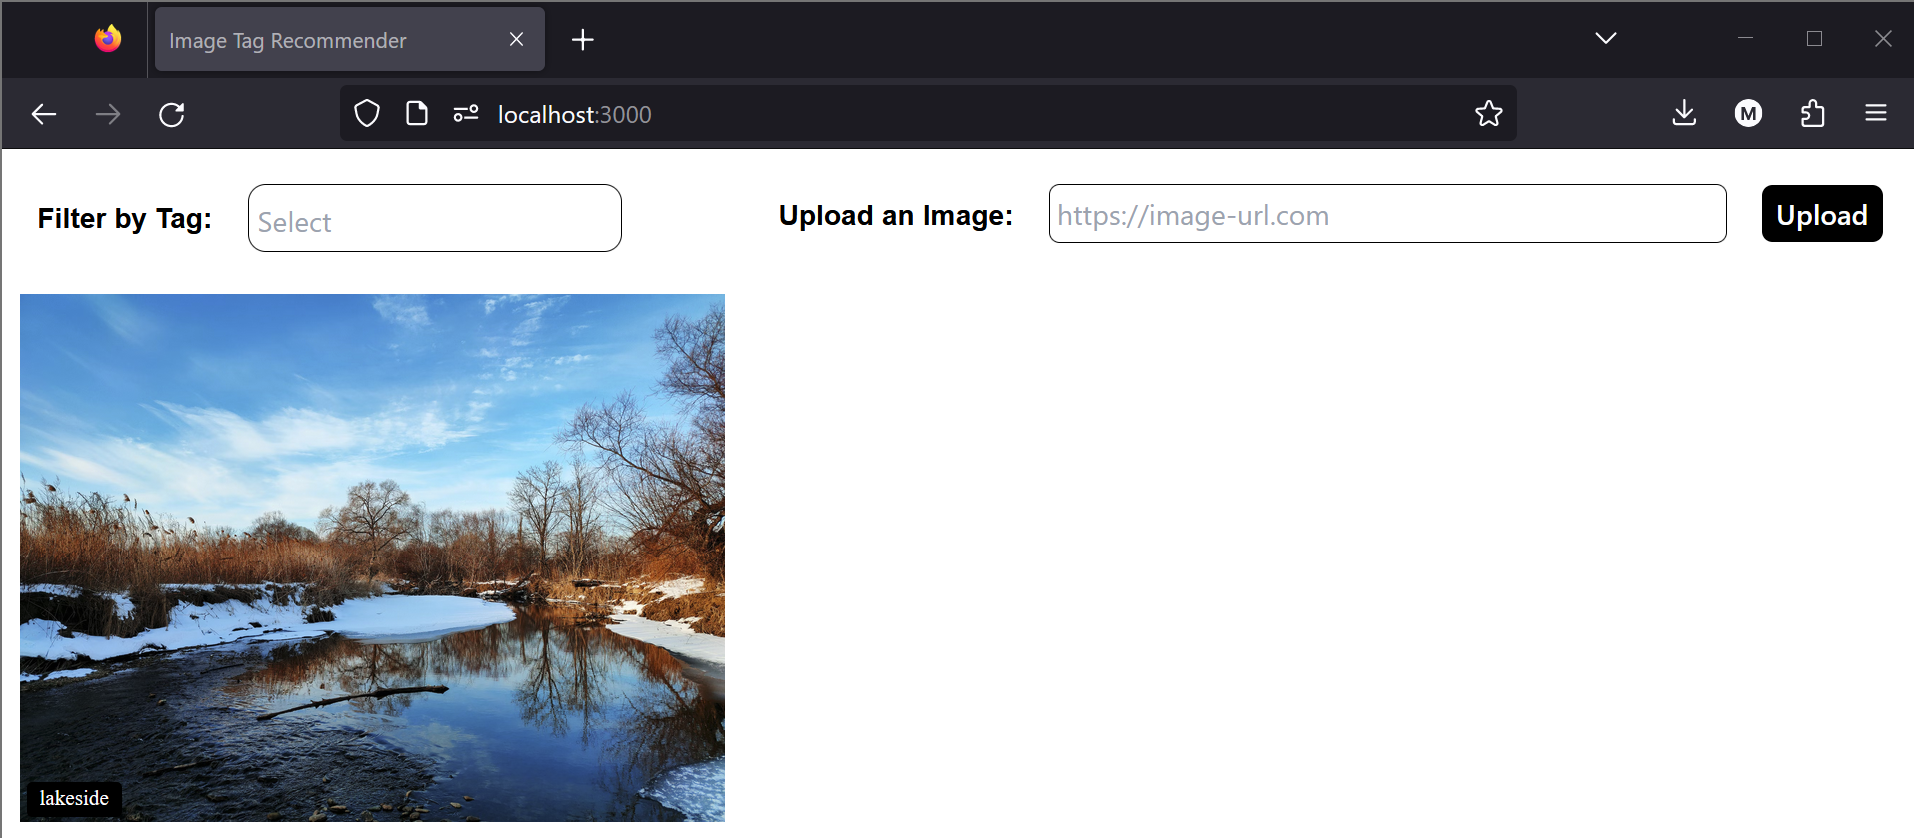 Image Tag Recommender
localhost:3000
Filter by Tag:
Select
Upload an Image:
https://image-url.com
Upload
lakeside
M